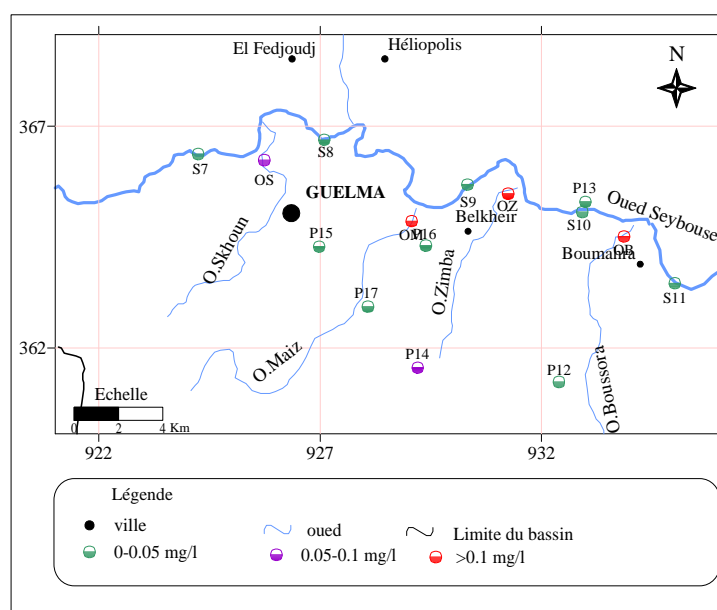 El Fedjoudj
Héliopolis
N
367
S7
OS
S8
GUELMA
S9
Belkheir
OZ
P13
S10
Oued Seybouse
OM
P16
P15
OB
Boumahra
S11
O.Skhoun
O.Zimba
P17
362
O.Maiz
P14
P12
O.Boussora
Echelle
0 2 4 Km
922 927 932
Légende
ville
oued
Limite du bassin
0-0.05 mg/l
0.05-0.1 mg/l
>0.1 mg/l